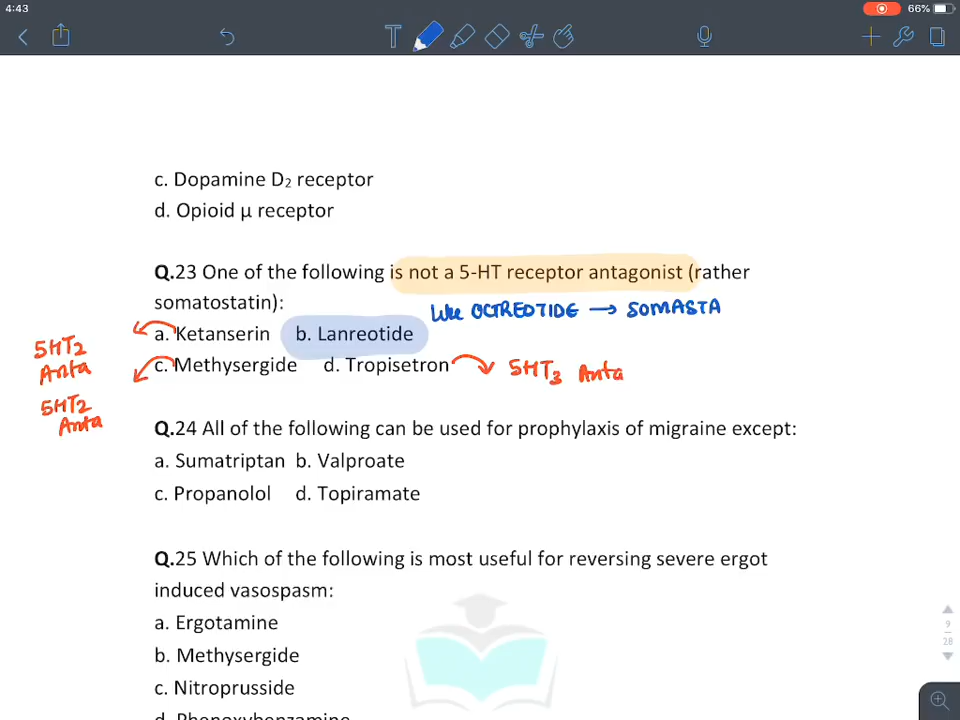 4:43
66%
T
c. Dopamine D2 receptor
d. Opioid μ receptor
Q.23 One of the following is not a 5-HT receptor antagonist (rather
somatostatin):
like OCTREOTIDE → SOMASTA
a. Ketanserin b. Lanreotide
5HT2
Anta
c. Methysergide d. Tropisetron
5HT3 Anta
5HT2
Anta
Q.24 All of the following can be used for prophylaxis of migraine except:
a. Sumatriptan b. Valproate
c. Propanolol d. Topiramate
Q.25 Which of the following is most useful for reversing severe ergot
induced vasospasm:
a. Ergotamine
b. Methysergide
c. Nitroprusside
d. Phenoxybenzamine
9
28